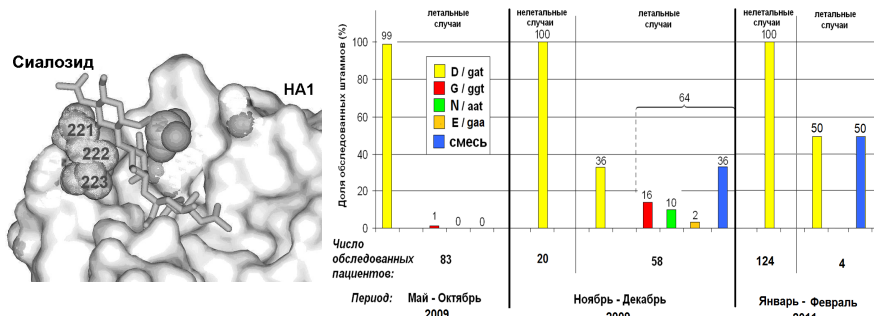 Сиалозид
HA1
221
222
223
Доля обследованных штаммов (%)
100
80
60
40
20
0
летальные
случаи
нелетальные
случаи
летальные
случаи
нелетальные
случаи
летальные
случаи
99
1
0
0
100
36
64
16
10
2
36
100
50
50
D / gat
G / ggt
N / aat
E / gaa
смесь
Число
обследованных
пациентов:
83
20
58
124
4
Период:
Май - Октябрь
2009
Ноябрь - Декабрь
2009
Январь - Февраль
2011